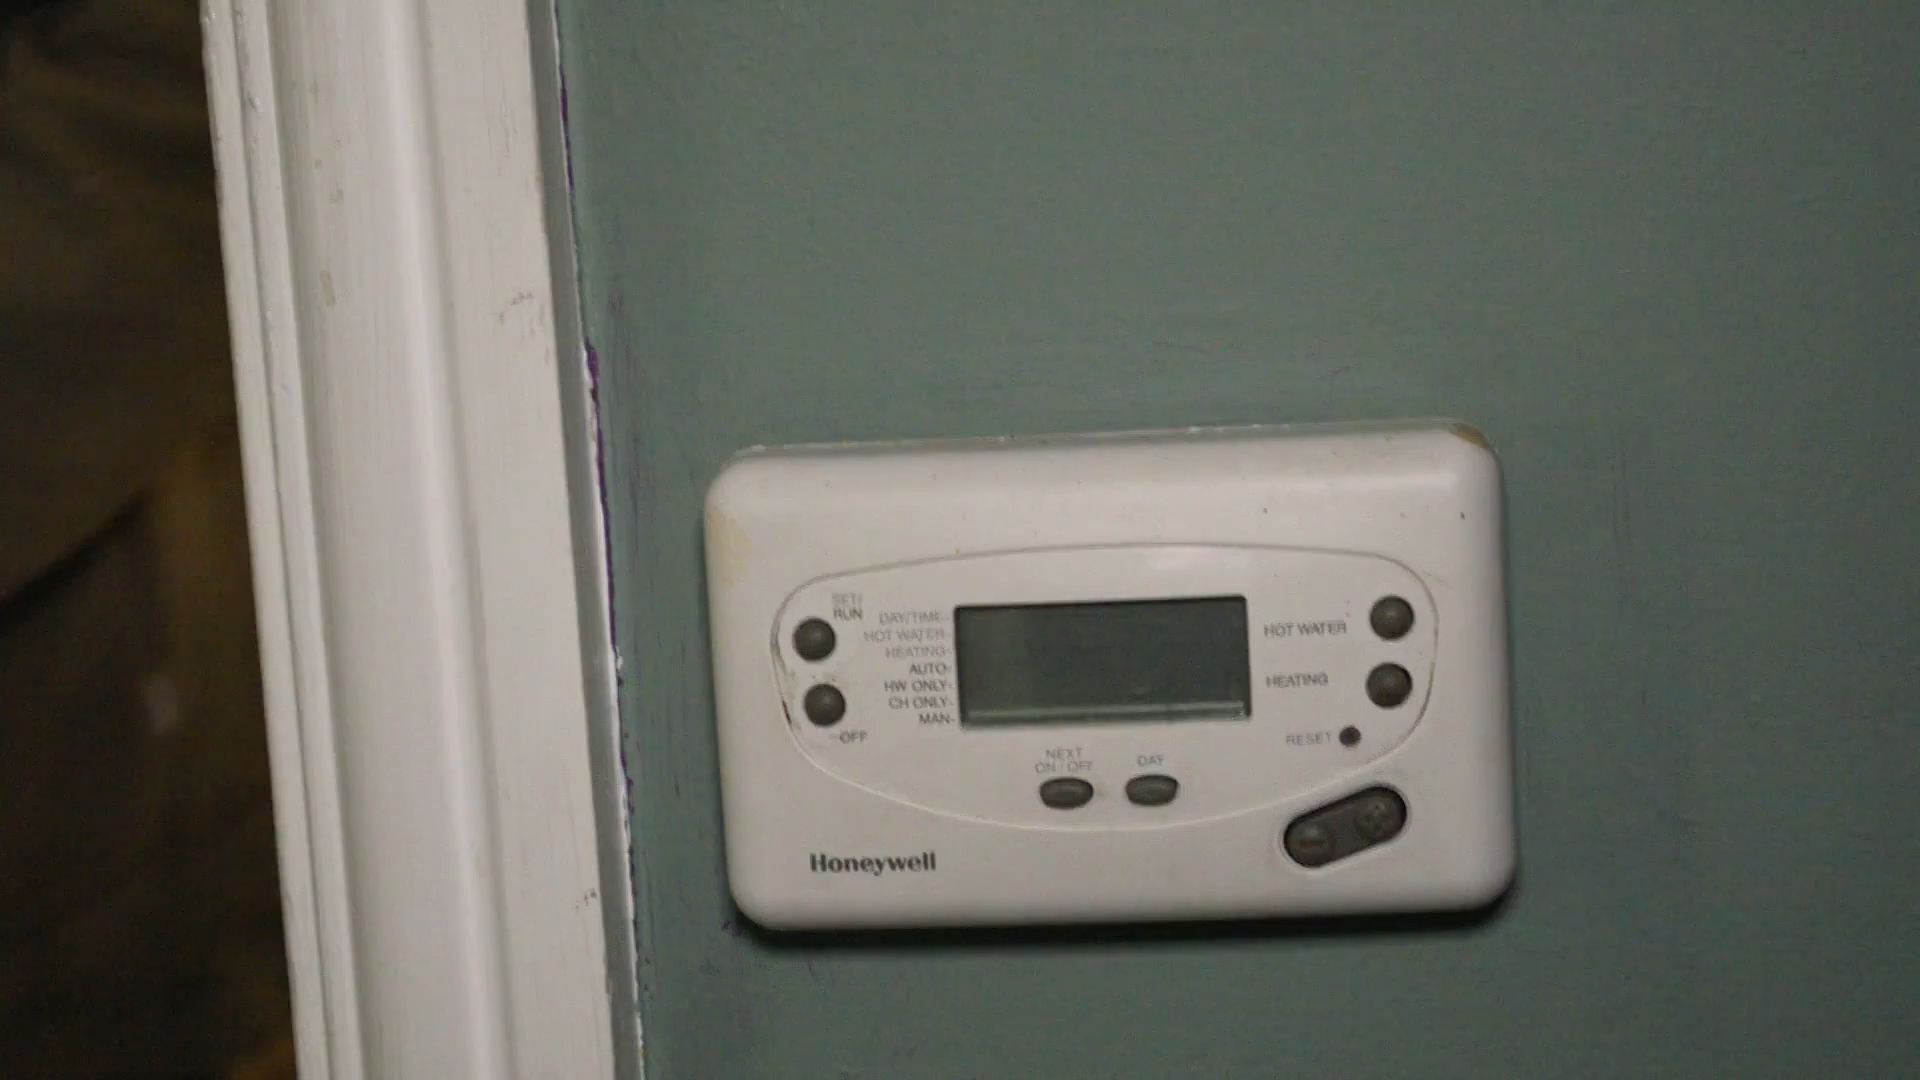 SET/
RUN
DAY/TIME-
HOT WATER-
HEATING-
AUTO-
HW ONLY-
CH ONLY-
MAN-
OFF
HOT WATER
HEATING
RESET
NEXT
ON / OFF
DAY
Honeywell